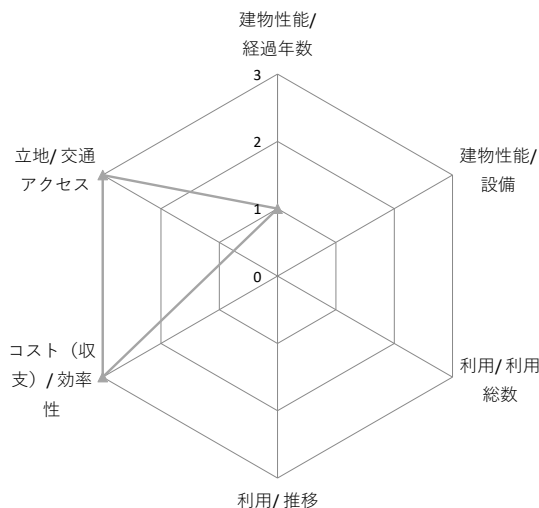 建物性能/
経過年数
3
立地/ 交通
アクセス
2
建物性能/
設備
1
0
コスト（収
支）/ 効率
性
利用/ 利用
総数
利用/ 推移